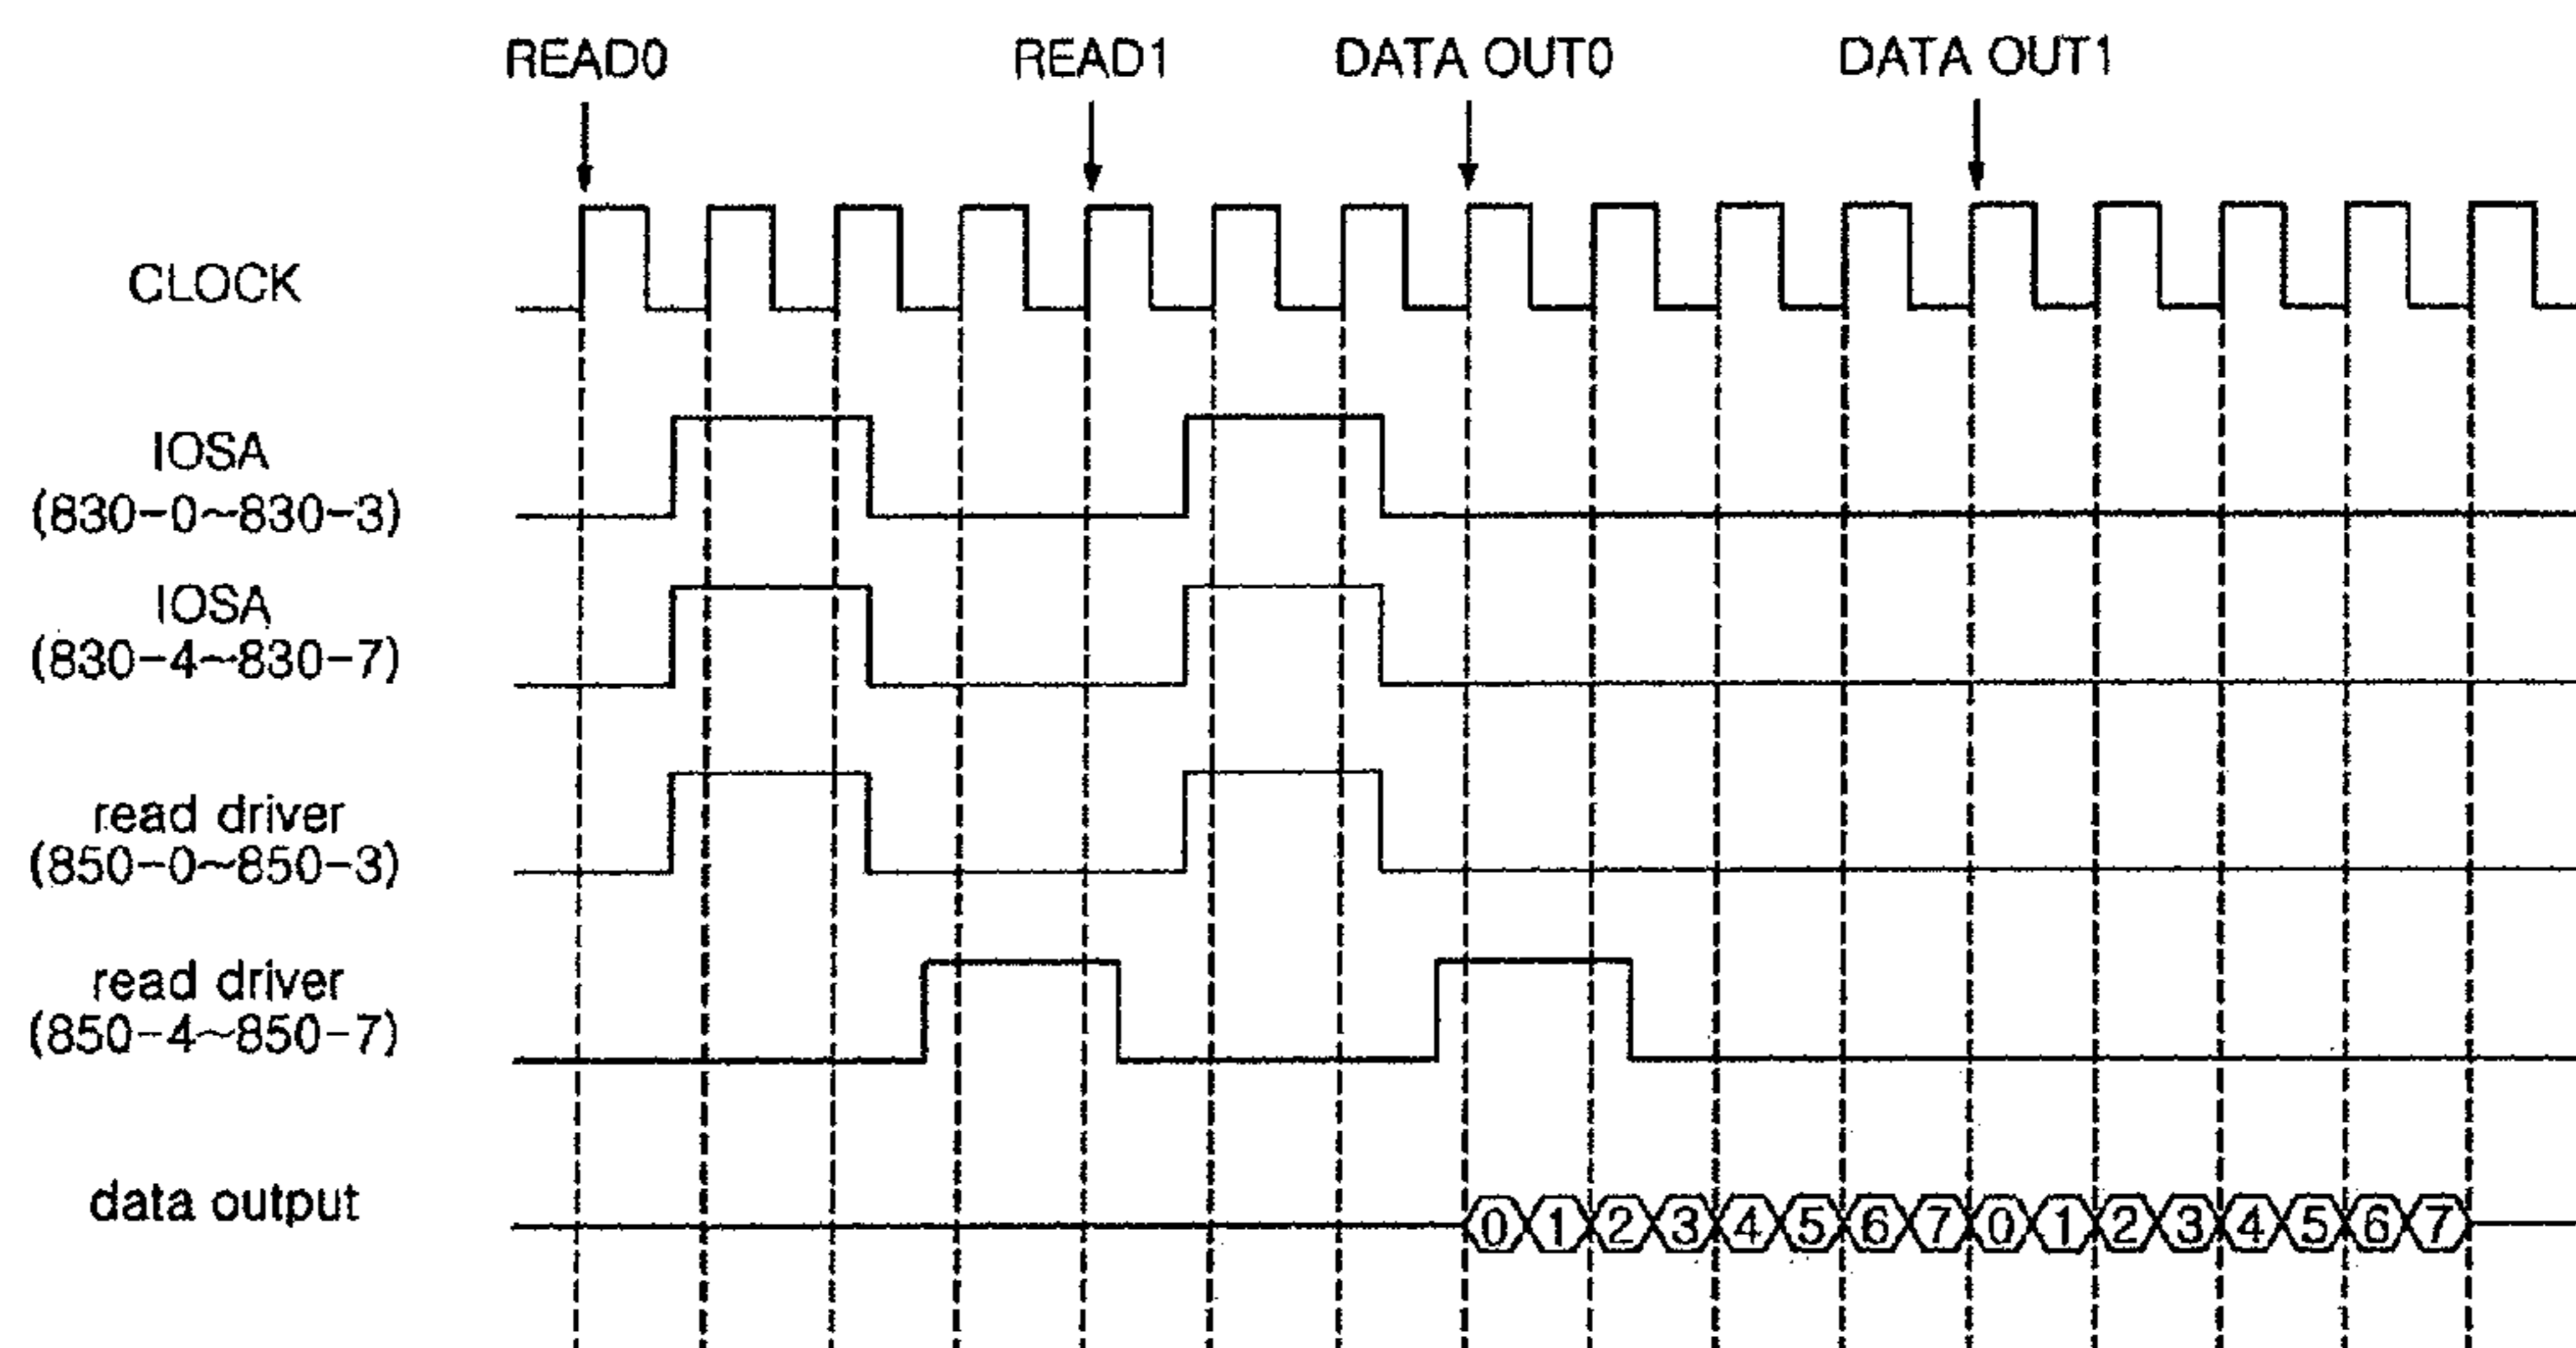 READ0 READ1 DATA OUT0 DATA OUT1
CLOCK
IOSA
(830-0~830-3)
IOSA
(830-4~830-7)
read driver
(850-0~850-3)
read driver
(850-4~850-7)
data output 0 1 2 3 4 5 6 7 0 1 2 3 4 5 6 7